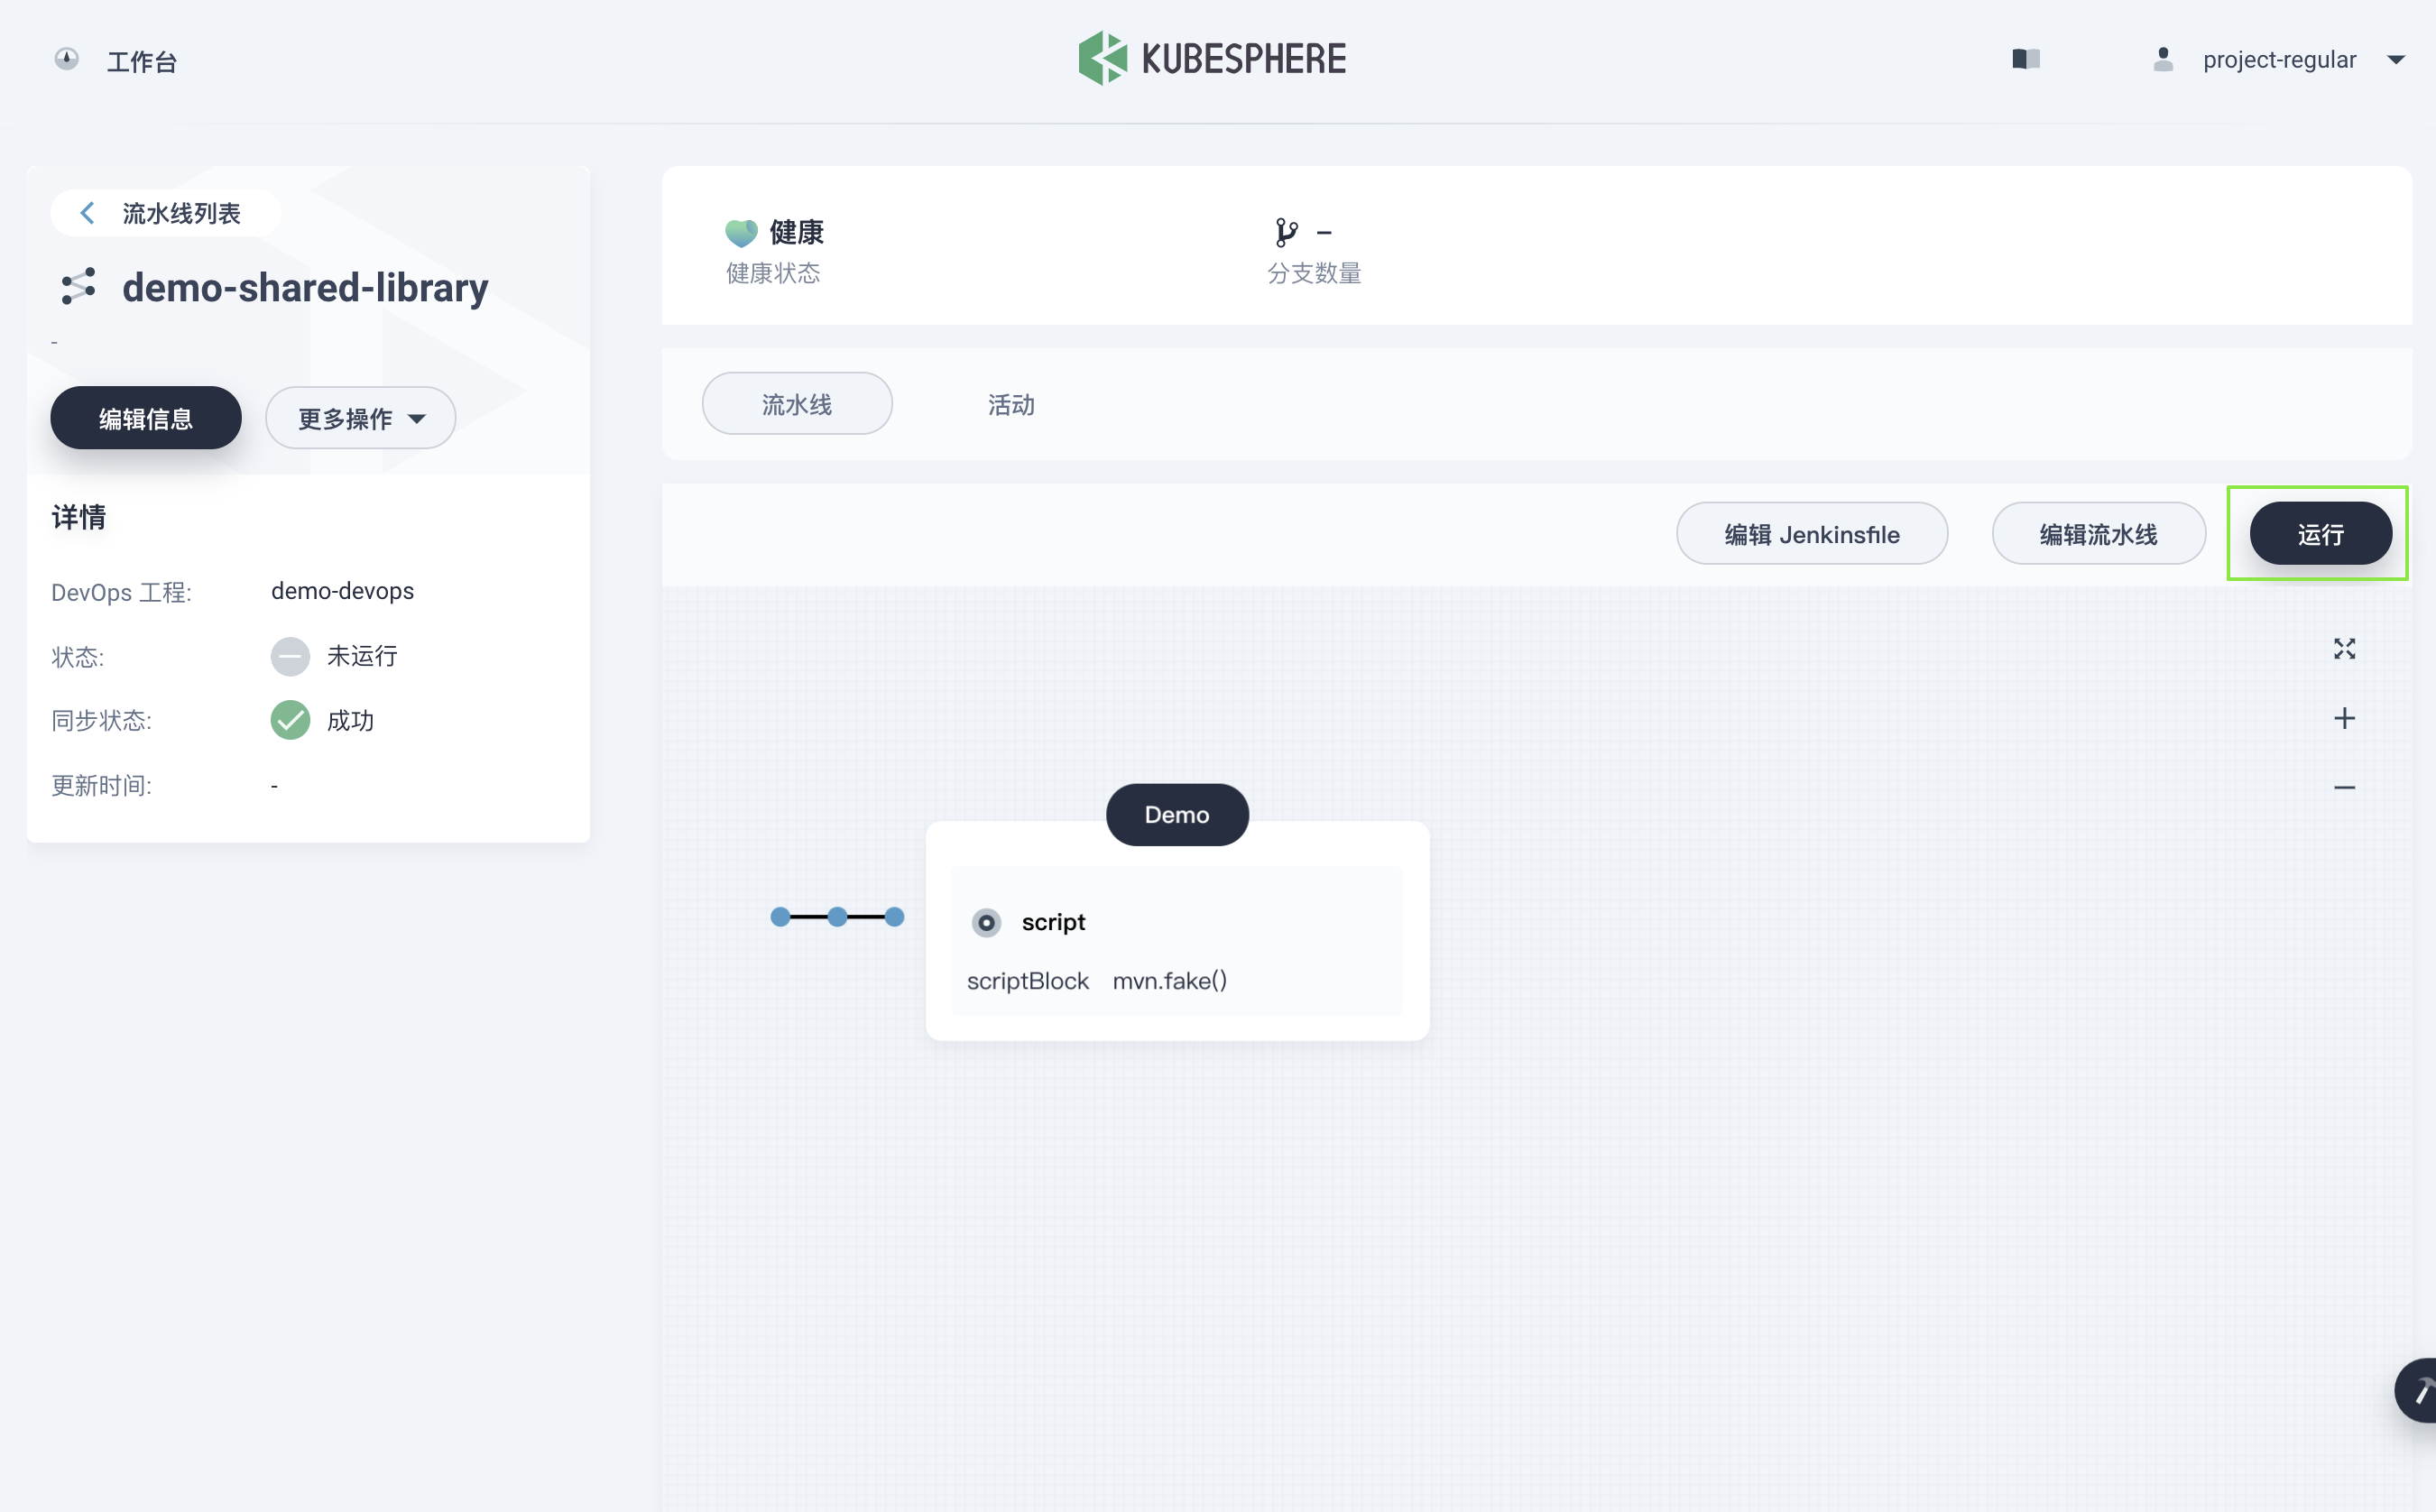 工作台
KUBESPHERE
project-regular
流水线列表
demo-shared-library
-
编辑信息
更多操作
详情
DevOps 工程:
demo-devops
状态:
未运行
同步状态:
成功
更新时间:
-
健康
健康状态
–
分支数量
流水线
活动
编辑 Jenkinsfile
编辑流水线
运行
Demo
script
scriptBlock mvn.fake()